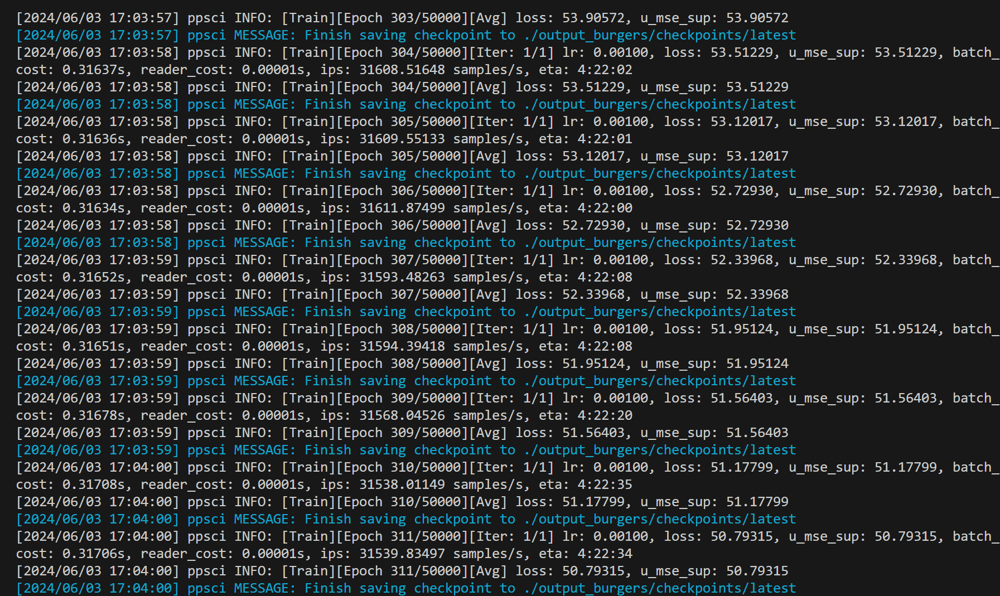 [2024/06/03 17:03:57] ppsci INFO: [Train][Epoch 303/50000][Avg] loss: 53.90572, u_mse_sup: 53.90572
[2024/06/03 17:03:57] ppsci MESSAGE: Finish saving checkpoint to ./output_burgers/checkpoints/latest
[2024/06/03 17:03:58] ppsci INFO: [Train][Epoch 304/50000][Iter: 1/1] lr: 0.00100, loss: 53.51229, u_mse_sup: 53.51229, batch_
cost: 0.31637s, reader_cost: 0.00001s, ips: 31608.51648 samples/s, eta: 4:22:02
[2024/06/03 17:03:58] ppsci INFO: [Train][Epoch 304/50000][Avg] loss: 53.51229, u_mse_sup: 53.51229
[2024/06/03 17:03:58] ppsci MESSAGE: Finish saving checkpoint to ./output_burgers/checkpoints/latest
[2024/06/03 17:03:58] ppsci INFO: [Train][Epoch 305/50000][Iter: 1/1] lr: 0.00100, loss: 53.12017, u_mse_sup: 53.12017, batch_
cost: 0.31636s, reader_cost: 0.00001s, ips: 31609.55133 samples/s, eta: 4:22:01
[2024/06/03 17:03:58] ppsci INFO: [Train][Epoch 305/50000][Avg] loss: 53.12017, u_mse_sup: 53.12017
[2024/06/03 17:03:58] ppsci MESSAGE: Finish saving checkpoint to ./output_burgers/checkpoints/latest
[2024/06/03 17:03:58] ppsci INFO: [Train][Epoch 306/50000][Iter: 1/1] lr: 0.00100, loss: 52.72930, u_mse_sup: 52.72930, batch_
cost: 0.31634s, reader_cost: 0.00001s, ips: 31611.87499 samples/s, eta: 4:22:00
[2024/06/03 17:03:58] ppsci INFO: [Train][Epoch 306/50000][Avg] loss: 52.72930, u_mse_sup: 52.72930
[2024/06/03 17:03:58] ppsci MESSAGE: Finish saving checkpoint to ./output_burgers/checkpoints/latest
[2024/06/03 17:03:59] ppsci INFO: [Train][Epoch 307/50000][Iter: 1/1] lr: 0.00100, loss: 52.33968, u_mse_sup: 52.33968, batch_
cost: 0.31652s, reader_cost: 0.00001s, ips: 31593.48263 samples/s, eta: 4:22:08
[2024/06/03 17:03:59] ppsci INFO: [Train][Epoch 307/50000][Avg] loss: 52.33968, u_mse_sup: 52.33968
[2024/06/03 17:03:59] ppsci MESSAGE: Finish saving checkpoint to ./output_burgers/checkpoints/latest
[2024/06/03 17:03:59] ppsci INFO: [Train][Epoch 308/50000][Iter: 1/1] lr: 0.00100, loss: 51.95124, u_mse_sup: 51.95124, batch_
cost: 0.31651s, reader_cost: 0.00001s, ips: 31594.39418 samples/s, eta: 4:22:08
[2024/06/03 17:03:59] ppsci INFO: [Train][Epoch 308/50000][Avg] loss: 51.95124, u_mse_sup: 51.95124
[2024/06/03 17:03:59] ppsci MESSAGE: Finish saving checkpoint to ./output_burgers/checkpoints/latest
[2024/06/03 17:03:59] ppsci INFO: [Train][Epoch 309/50000][Iter: 1/1] lr: 0.00100, loss: 51.56403, u_mse_sup: 51.56403, batch_
cost: 0.31678s, reader_cost: 0.00001s, ips: 31568.04526 samples/s, eta: 4:22:20
[2024/06/03 17:03:59] ppsci INFO: [Train][Epoch 309/50000][Avg] loss: 51.56403, u_mse_sup: 51.56403
[2024/06/03 17:03:59] ppsci MESSAGE: Finish saving checkpoint to ./output_burgers/checkpoints/latest
[2024/06/03 17:04:00] ppsci INFO: [Train][Epoch 310/50000][Iter: 1/1] lr: 0.00100, loss: 51.17799, u_mse_sup: 51.17799, batch_
cost: 0.31708s, reader_cost: 0.00001s, ips: 31538.01149 samples/s, eta: 4:22:35
[2024/06/03 17:04:00] ppsci INFO: [Train][Epoch 310/50000][Avg] loss: 51.17799, u_mse_sup: 51.17799
[2024/06/03 17:04:00] ppsci MESSAGE: Finish saving checkpoint to ./output_burgers/checkpoints/latest
[2024/06/03 17:04:00] ppsci INFO: [Train][Epoch 311/50000][Iter: 1/1] lr: 0.00100, loss: 50.79315, u_mse_sup: 50.79315, batch_
cost: 0.31706s, reader_cost: 0.00001s, ips: 31539.83497 samples/s, eta: 4:22:34
[2024/06/03 17:04:00] ppsci INFO: [Train][Epoch 311/50000][Avg] loss: 50.79315, u_mse_sup: 50.79315
[2024/06/03 17:04:00] ppsci MESSAGE: Finish saving checkpoint to ./output_burgers/checkpoints/latest